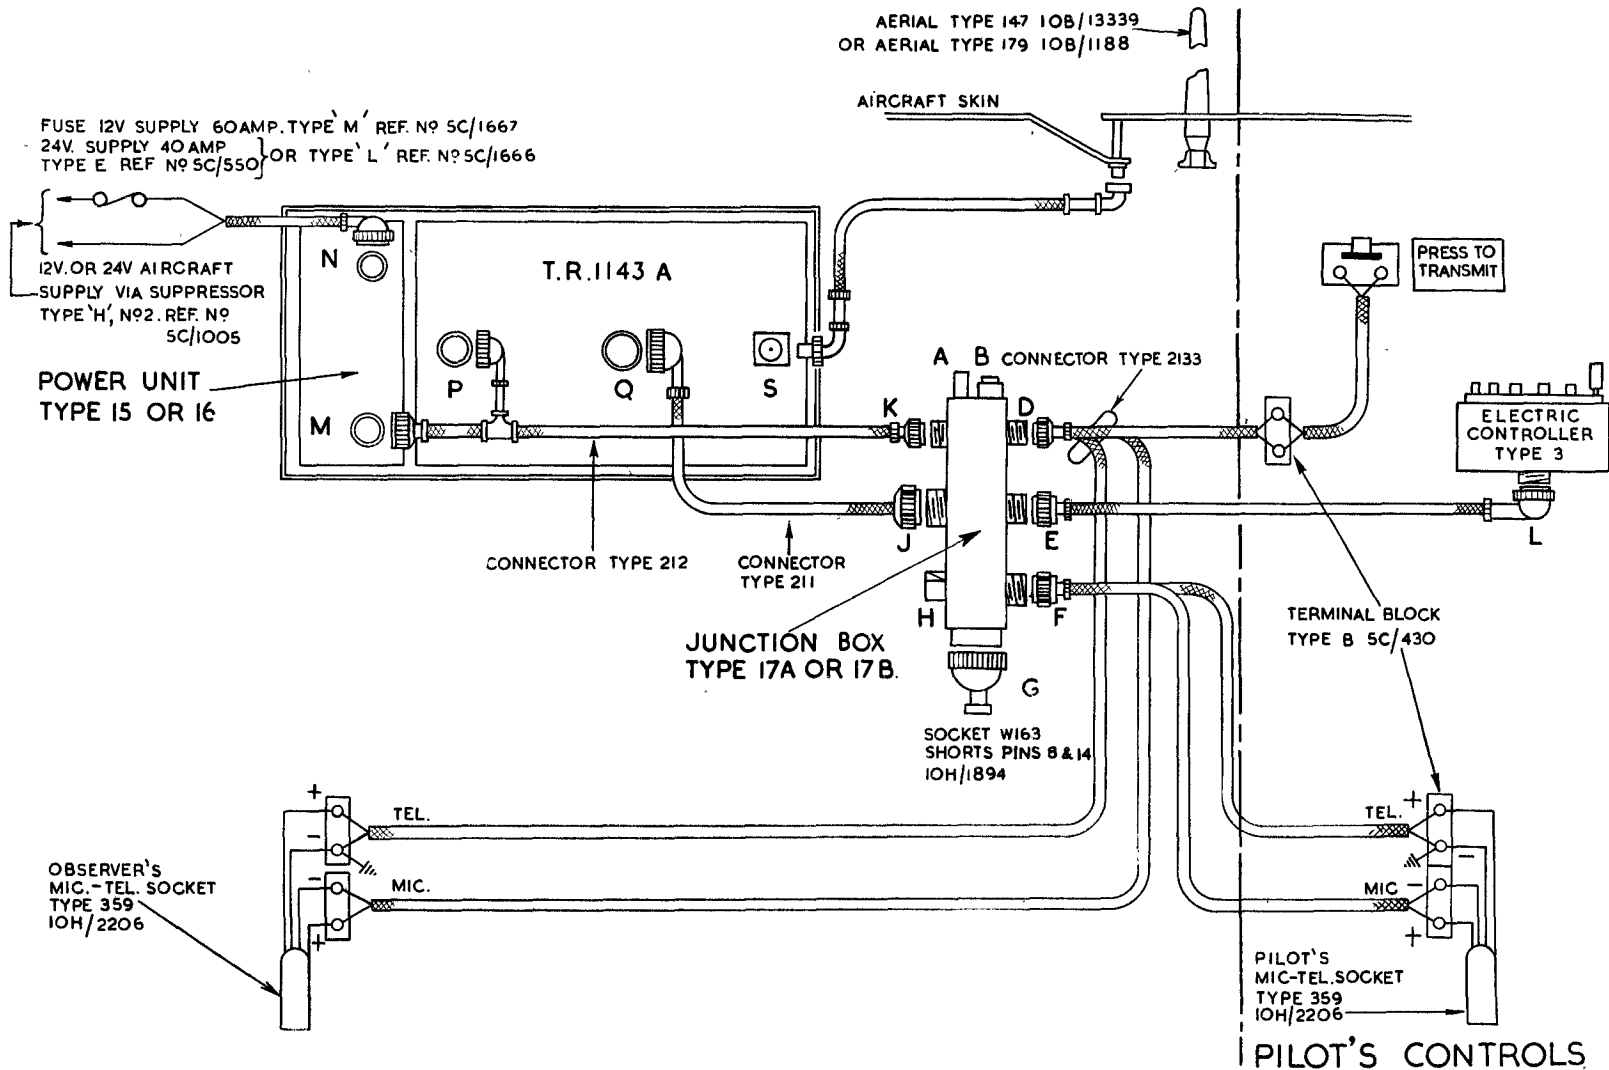 AERIAL TYPE 147 10B/13339
OR AERIAL TYPE 179 10B/1188
AIRCRAFT SKIN
FUSE 12V SUPPLY 60AMP. TYPE 'M' REF. Nº 5C/1667
24V. SUPPLY 40 AMP
TYPE E REF Nº 5C/550
OR TYPE 'L' REF. Nº 5C/1666
12V. OR 24V AIRCRAFT
SUPPLY VIA SUPPRESSOR
TYPE 'H', Nº2. REF. Nº
5C/1005
POWER UNIT
TYPE 15 OR 16
N
T.R.1143 A
P
Q
S
M
PRESS TO
TRANSMIT
A
B
CONNECTOR TYPE 2133
K
D
ELECTRIC
CONTROLLER
TYPE 3
J
E
L
CONNECTOR TYPE 212
CONNECTOR
TYPE 211
H
F
JUNCTION BOX
TYPE 17A OR 17B.
G
TERMINAL BLOCK
TYPE B 5C/430
SOCKET W163
SHORTS PINS 8 & 14
10H/1894
+
TEL.
-
-
MIC.
+
OBSERVER'S
MIC.-TEL. SOCKET
TYPE 359
10H/2206
+
TEL.
-
MIC -
+
PILOT'S
MIC-TEL. SOCKET
TYPE 359
10H/2206
PILOT'S CONTROLS